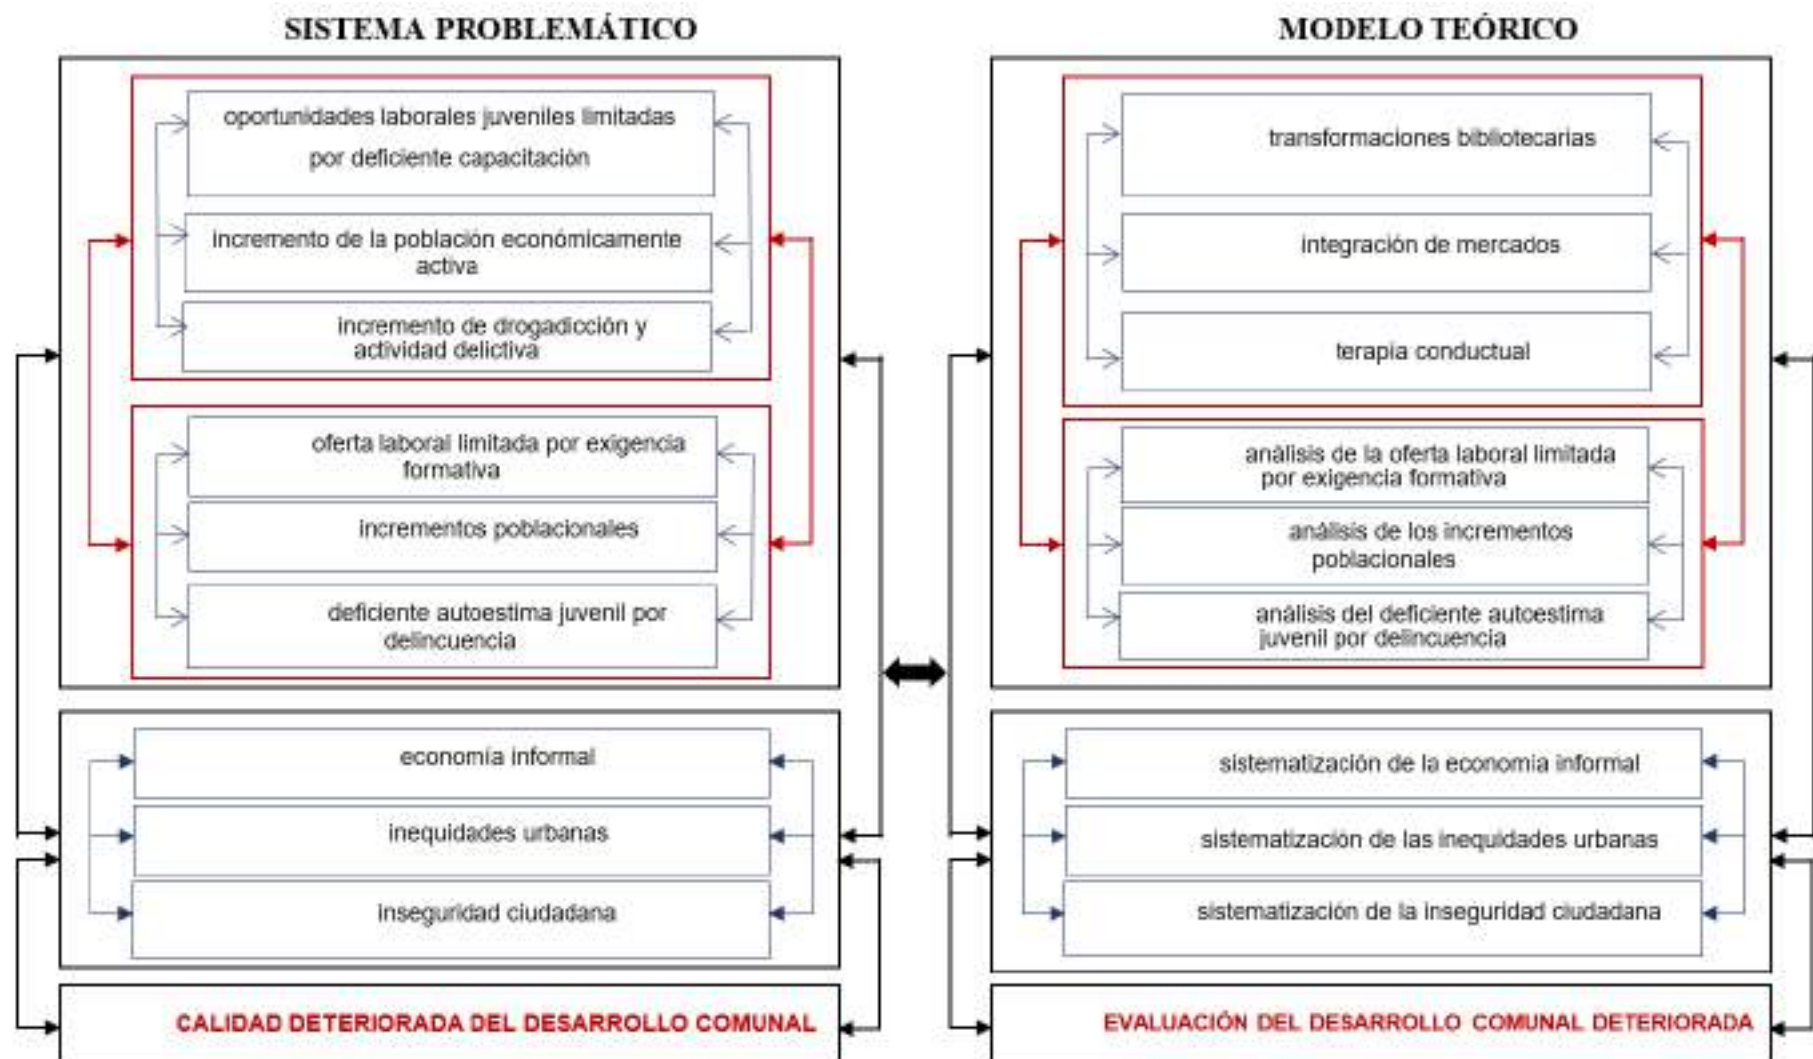 SISTEMA PROBLEMÁTICO
oportunidades laborales juveniles limitadas
por deficiente capacitación
incremento de la población económicamente
activa
incremento de drogadicción y
actividad delictiva
oferta laboral limitada por exigencia
formativa
incrementos poblacionales
deficiente autoestima juvenil por
delincuencia
economía informal
inequidades urbanas
inseguridad ciudadana
CALIDAD DETERIORADA DEL DESARROLLO COMUNAL
MODELO TEÓRICO
transformaciones bibliotecarias
integración de mercados
terapia conductual
análisis de la oferta laboral limitada
por exigencia formativa
análisis de los incrementos
poblacionales
análisis del deficiente autoestima
juvenil por delincuencia
sistematización de la economía informal
sistematización de las inequidades urbanas
sistematización de la inseguridad ciudadana
EVALUACIÓN DEL DESARROLLO COMUNAL DETERIORADA